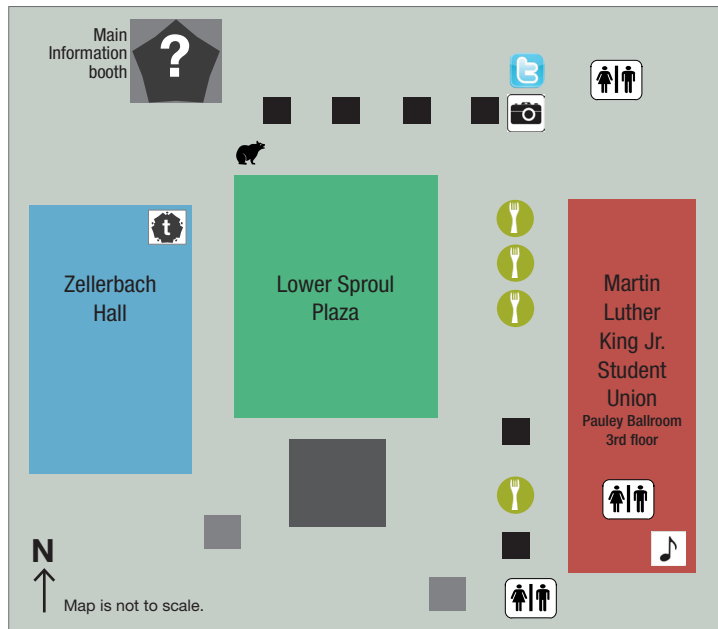 Main
Information
booth
?
t
Zellerbach
Hall
Lower Sproul
Plaza
Martin
Luther
King Jr.
Student
Union
Pauley Ballroom
3rd floor
N
Map is not to scale.